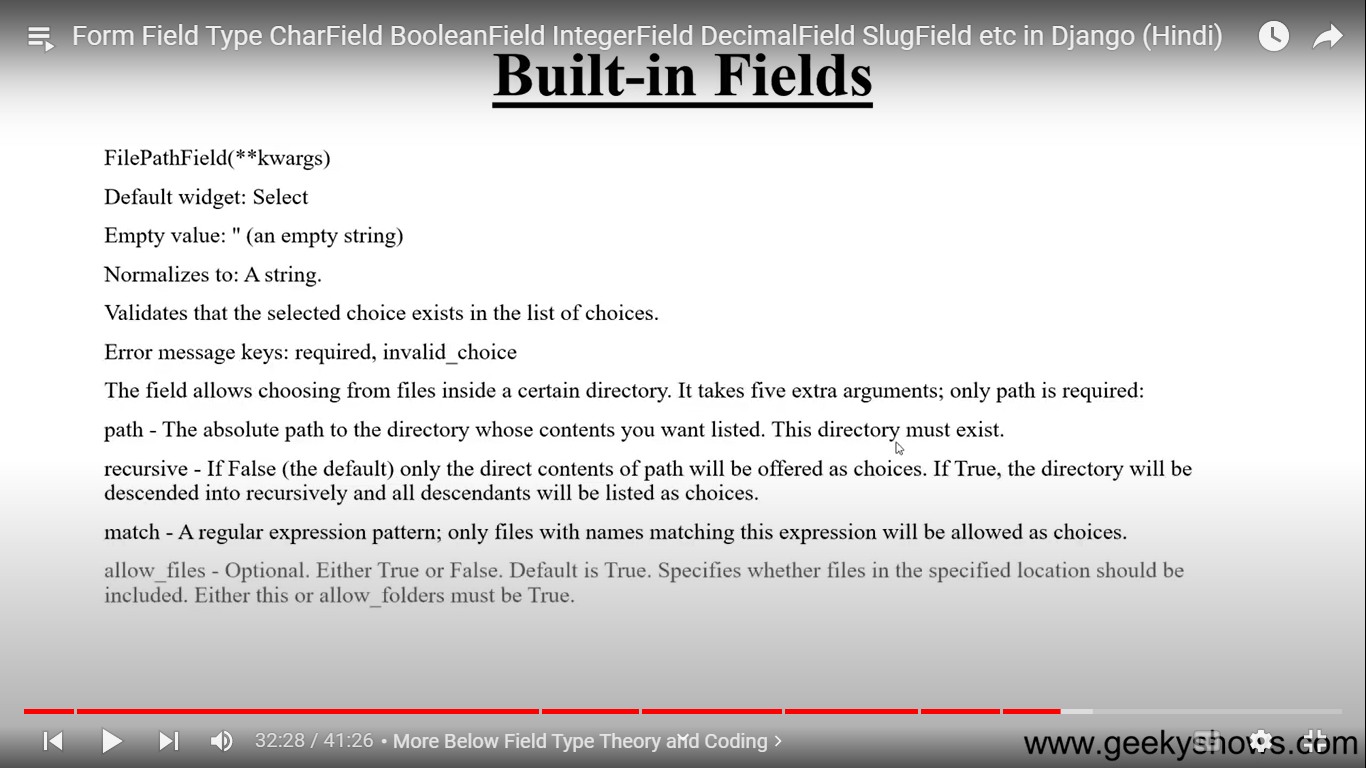 Form Field Type CharField BooleanField IntegerField DecimalField SlugField etc in Django (Hindi)
Built-in Fields
FilePathField(**kwargs)
Default widget: Select
Empty value: '' (an empty string)
Normalizes to: A string.
Validates that the selected choice exists in the list of choices.
Error message keys: required, invalid_choice
The field allows choosing from files inside a certain directory. It takes five extra arguments; only path is required:
path - The absolute path to the directory whose contents you want listed. This directory must exist.
recursive - If False (the default) only the direct contents of path will be offered as choices. If True, the directory will be
descended into recursively and all descendants will be listed as choices.
match - A regular expression pattern; only files with names matching this expression will be allowed as choices.
allow_files - Optional. Either True or False. Default is True. Specifies whether files in the specified location should be
included. Either this or allow_folders must be True.
32:28 / 41:26 • More Below Field Type Theory and Coding
www.geekyshows.com